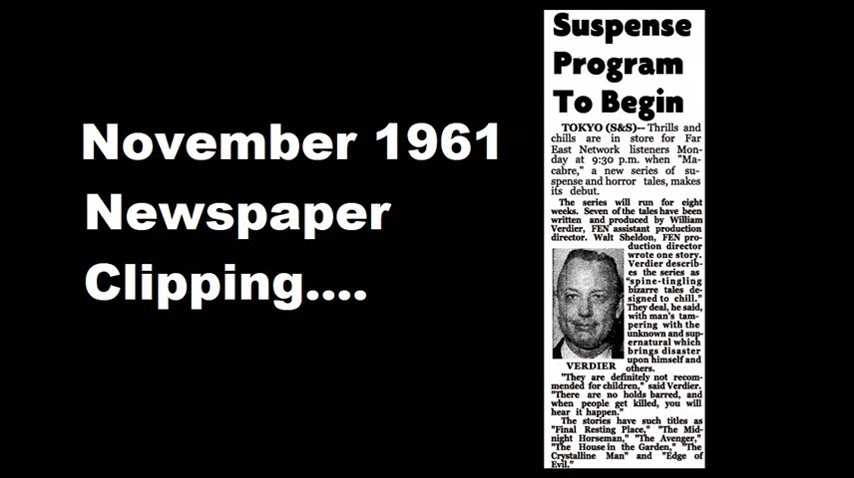 November 1961
Newspaper
Clipping....
Suspense
Program
To Begin
TOKYO (S&S)-- Thrills and
chills are in store for Far
East Network listeners Mon-
day at 9:30 p.m. when "Ma-
cabre," a new series of su-
spense and horror tales, makes
its debut.
The series will run for eight
weeks. Seven of the tales have been
written and produced by William
Verdier, FEN assistant production
director. Walt Sheldon, FEN pro-
duction director
wrote one story.
Verdier describ-
es the series as
"spine-tingling
bizarre tales de-
signed to chill."
They deal, he said,
with man's tam-
pering with the
unknown and sup-
ernatural which
brings disaster
upon himself and
others.
VERDIER
"They are definitely not recom-
mended for children," said Verdier.
"There are no holds barred, and
when people get killed, you will
hear it happen."
The stories have such titles as
"Final Resting Place," "The Mid-
night Horseman," "The Avenger,"
"The House in the Garden," "The
Crystalline Man" and "Edge of
Evil."